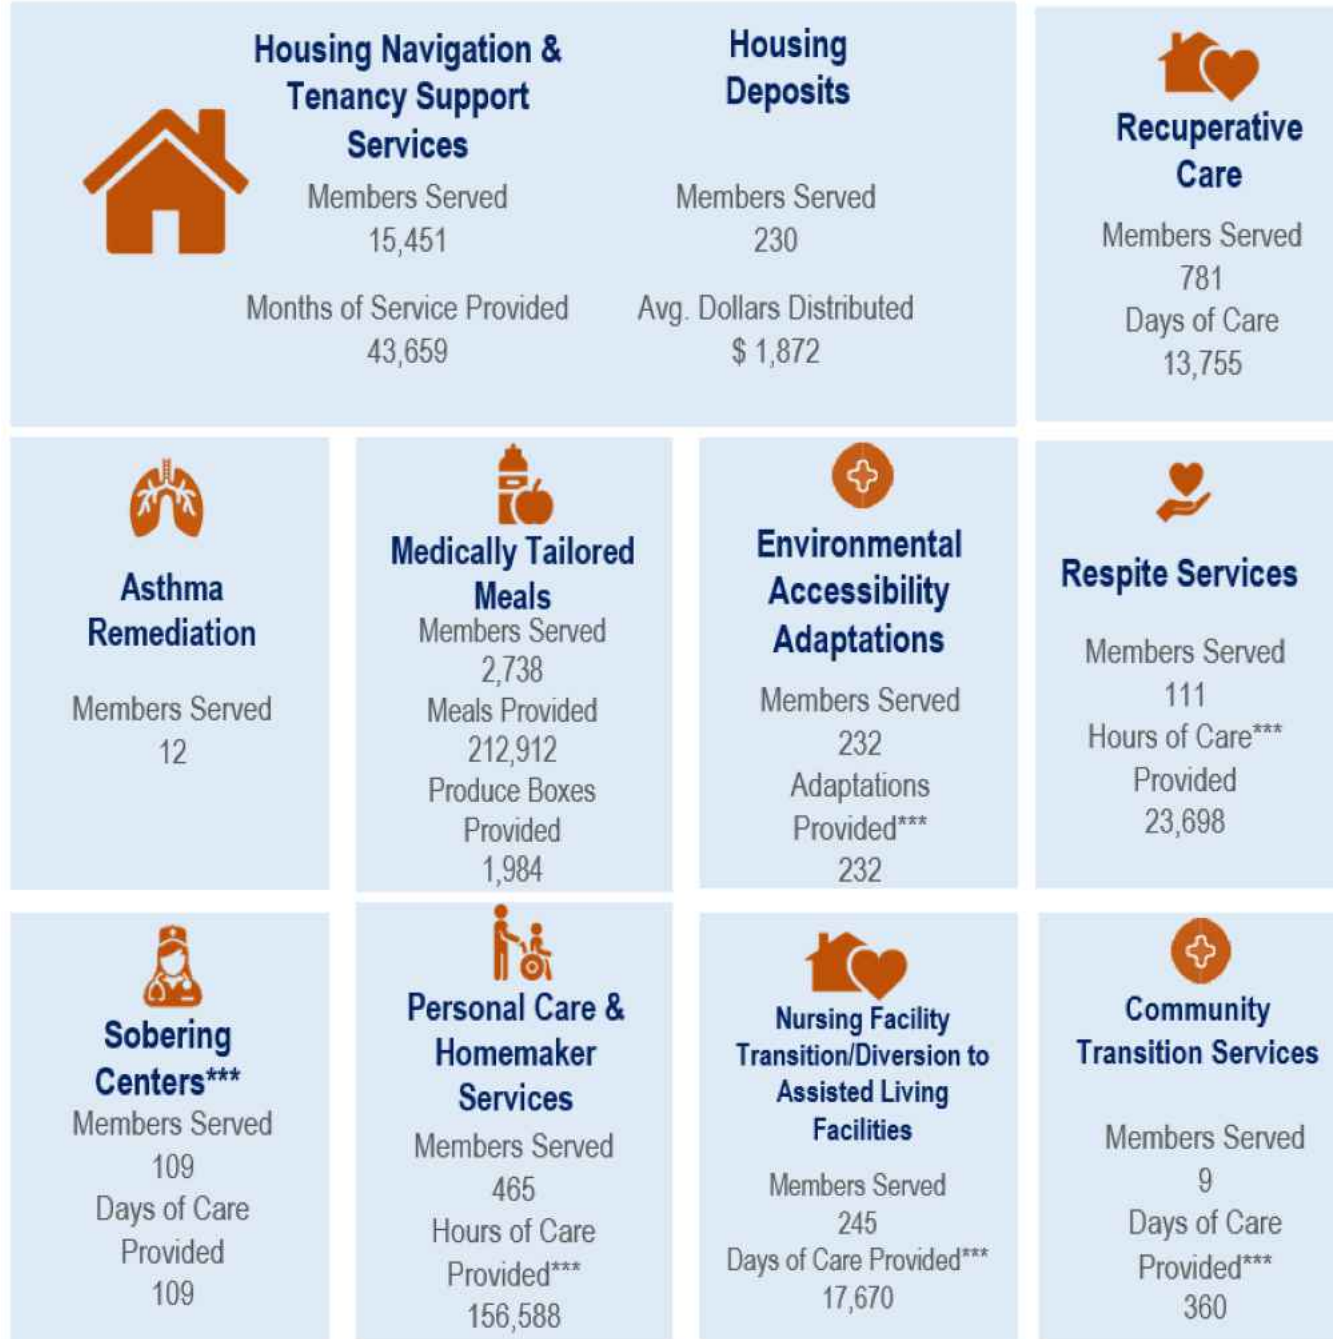 Housing Navigation &
Tenancy Support
Services
Members Served
15,451
Months of Service Provided
43,659
Housing
Deposits
Members Served
230
Avg. Dollars Distributed
$ 1,872
Recuperative
Care
Members Served
781
Days of Care
13,755
Asthma
Remediation
Members Served
12
Medically Tailored
Meals
Members Served
2,738
Meals Provided
212,912
Produce Boxes
Provided
1,984
Environmental
Accessibility
Adaptations
Members Served
232
Adaptations
Provided***
232
Respite Services
Members Served
111
Hours of Care***
Provided
23,698
Sobering
Centers***
Members Served
109
Days of Care
Provided
109
Personal Care &
Homemaker
Services
Members Served
465
Hours of Care
Provided***
156,588
Nursing Facility
Transition/Diversion to
Assisted Living
Facilities
Members Served
245
Days of Care Provided***
17,670
Community
Transition Services
Members Served
9
Days of Care
Provided***
360